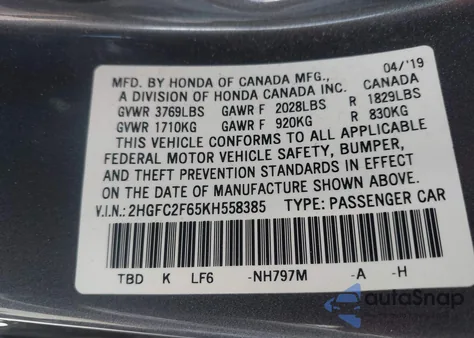 MFD. BY HONDA OF CANADA MFG., 04/'19
A DIVISION OF HONDA CANADA INC. CANADA
GVWR 3769LBS GAWR F 2028LBS R 1829LBS
GVWR 1710KG GAWR F 920KG R 830KG
THIS VEHICLE CONFORMS TO ALL APPLICABLE
FEDERAL MOTOR VEHICLE SAFETY, BUMPER,
AND THEFT PREVENTION STANDARDS IN EFFECT
ON THE DATE OF MANUFACTURE SHOWN ABOVE.
V.I.N.: 2HGFC2F65KH558385 TYPE: PASSENGER CAR
TBD K LF6 -NH797M -A -H
autoSnap